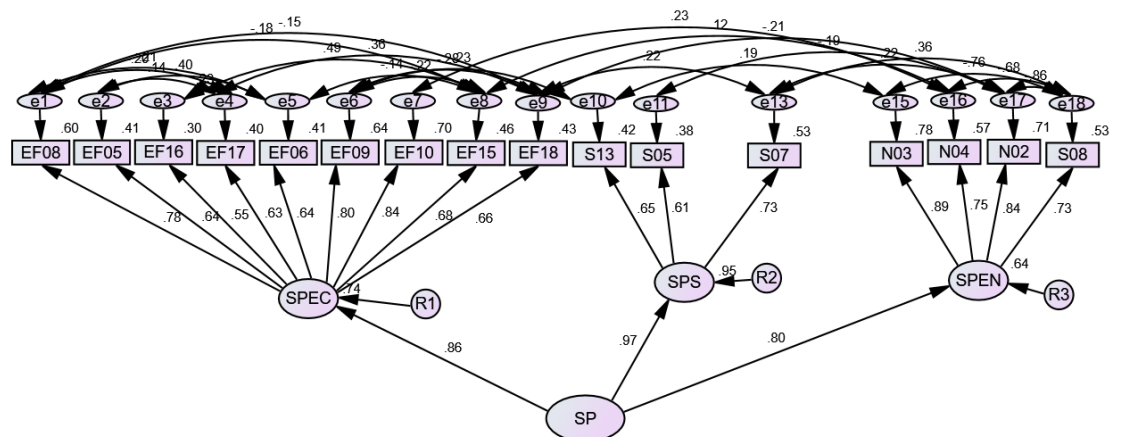 .23
-.15
-.18
.12
-.21
.49
.36
-.19
.36
.22
.19
.22
.40
.14
-.14
.22
-.76
-.68
.86
e1
e2
e3
e4
e5
e6
e7
e8
e9
e10
e11
e13
e15
e16
e17
e18
.60
.41
.30
.40
.41
.64
.70
.46
.43
.42
.38
.53
.78
.57
.71
.53
EF08
EF05
EF16
EF17
EF06
EF09
EF10
EF15
EF18
S13
S05
S07
N03
N04
N02
S08
.78
.64
.55
.63
.64
.80
.84
.68
.66
.65
.61
.73
.89
.75
.84
.73
SPEC
.74
R1
SPS
.95
R2
SPEN
.64
R3
.86
.97
.80
SP